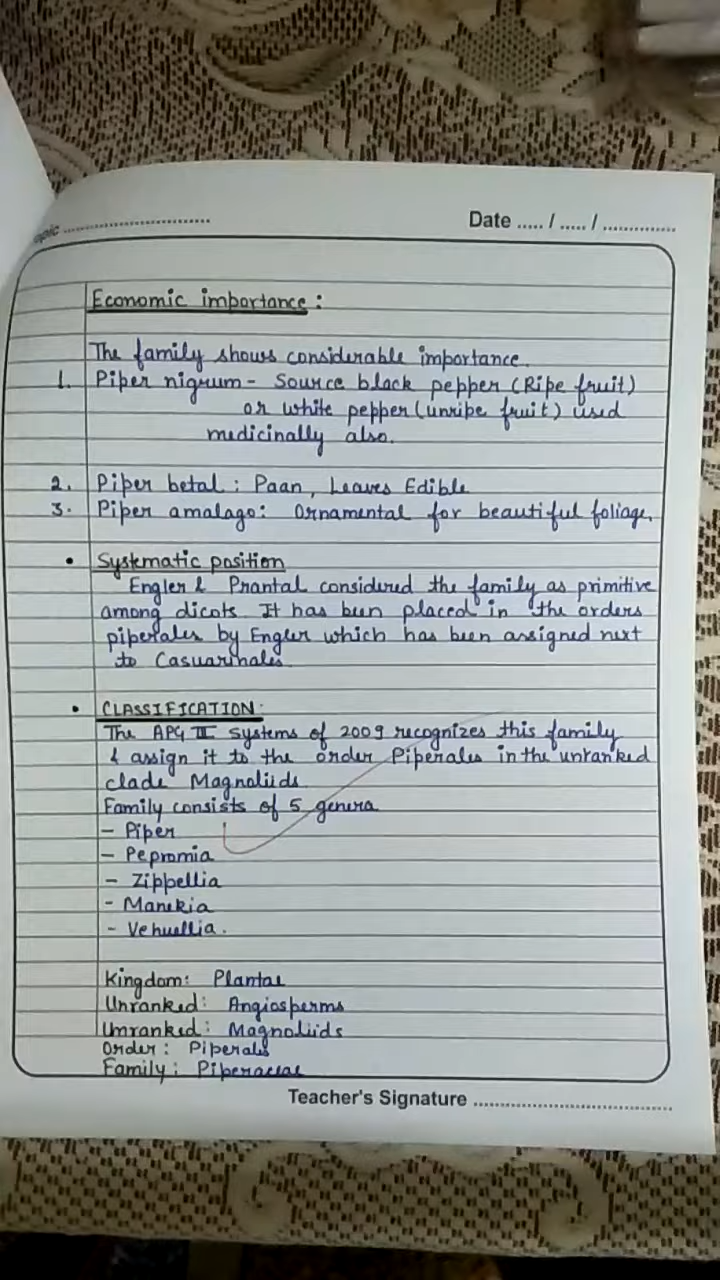 Date ..... / ..... / ..............
Economic importance :
The family shows considerable importance.
1. Piper nigrum - Source black pepper (Ripe fruit)
or white pepper (unripe fruit) used
medicinally also.
2. Piper betal : Paan, Leaves Edible
3. Piper amalago : Ornamental for beautiful foliage.
• Systematic position
Engler & Prantal considered the family as primitive
among dicots. It has been placed in the orders
piperales by Engler which has been assigned next
to Casuarinales.
• CLASSIFICATION:
The APG III systems of 2009 recognizes this family
& assign it to the order Piperales in the unranked
clade Magnoliids
Family consists of 5 genera
- Piper
- Pepromia
- Zippellia
- Manekia
- Vehuellia.
Kingdom: Plantae
Unranked: Angiosperms
Unranked: Magnoliids
Order : Piperales
Family : Piperaceae
Teacher's Signature ..............................